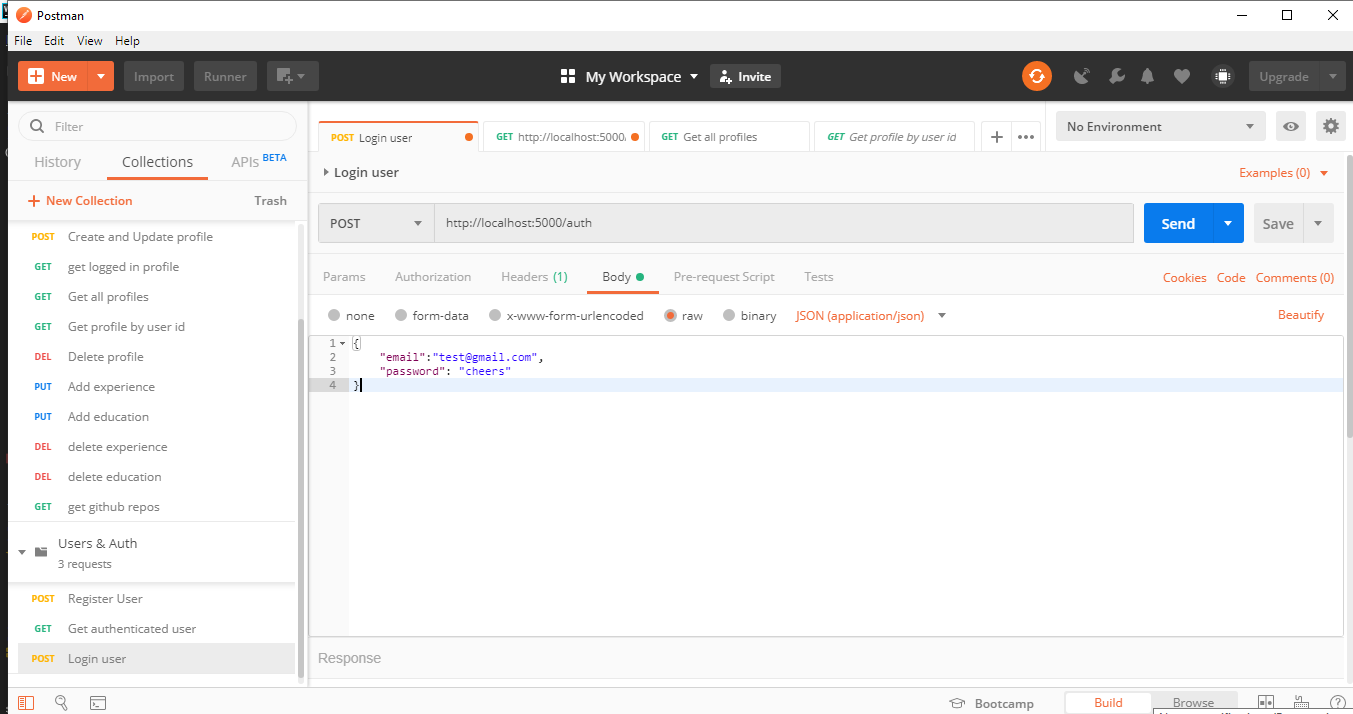 Postman
File Edit View Help
New Import Runner My Workspace Invite Upgrade
Filter
History Collections APIs BETA
New Collection Trash
POST Create and Update profile
GET get logged in profile
GET Get all profiles
GET Get profile by user id
DEL Delete profile
PUT Add experience
PUT Add education
DEL delete experience
DEL delete education
GET get github repos
Users & Auth
3 requests
POST Register User
GET Get authenticated user
POST Login user
POST Login user GET http://localhost:5000/ GET Get all profiles GET Get profile by user id No Environment
Login user Examples (0)
POST http://localhost:5000/auth Send Save
Params Authorization Headers (1) Body Pre-request Script Tests Cookies Code Comments (0)
none form-data x-www-form-urlencoded raw binary JSON (application/json) Beautify
1 {
2 "email":"test@gmail.com",
3 "password": "cheers"
4 }
Response
Bootcamp Build Browse